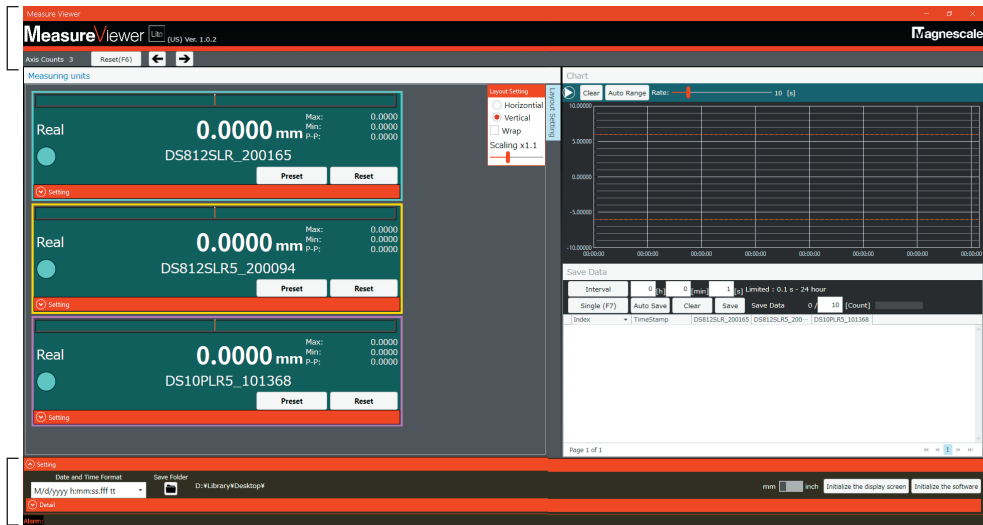 Measure Viewer
MeasureViewer Lite (US) Ver. 1.0.2
Magnescale
Axis Counts 3 Reset(F6)
Measuring units
Layout Setting
Horizontal
Vertical
Wrap
Scaling x1.1
Layout Setting
Real 0.0000 mm
Max: 0.0000
Min: 0.0000
P-P: 0.0000
DS812SLR_200165
Preset Reset
Setting
Real 0.0000 mm
Max: 0.0000
Min: 0.0000
P-P: 0.0000
DS812SLR5_200094
Preset Reset
Setting
Real 0.0000 mm
Max: 0.0000
Min: 0.0000
P-P: 0.0000
DS10PLR5_101368
Preset Reset
Setting
Chart
Clear Auto Range Rate: 10 [s]
10.00000
5.00000
0.00000
-5.00000
-10.00000
00:00:00 00:00:00 00:00:00 00:00:00 00:00:00 00:00:00 00:00:00 00:00:00
Save Data
Interval 0 [h] 0 [min] 1 [s] Limited : 0.1 s - 24 hour
Single (F7) Auto Save Clear Save Save Data 0 / 10 [Count]
Index TimeStamp DS812SLR_200165 DS812SLR5_200··· DS10PLR5_101368
Page 1 of 1 1
Setting
Date and Time Format Save Folder
M/d/yyyy h:mm:ss.fff tt D:¥Library¥Desktop¥ mm inch Initialize the display screen Initialize the software
Detail
Alarm: